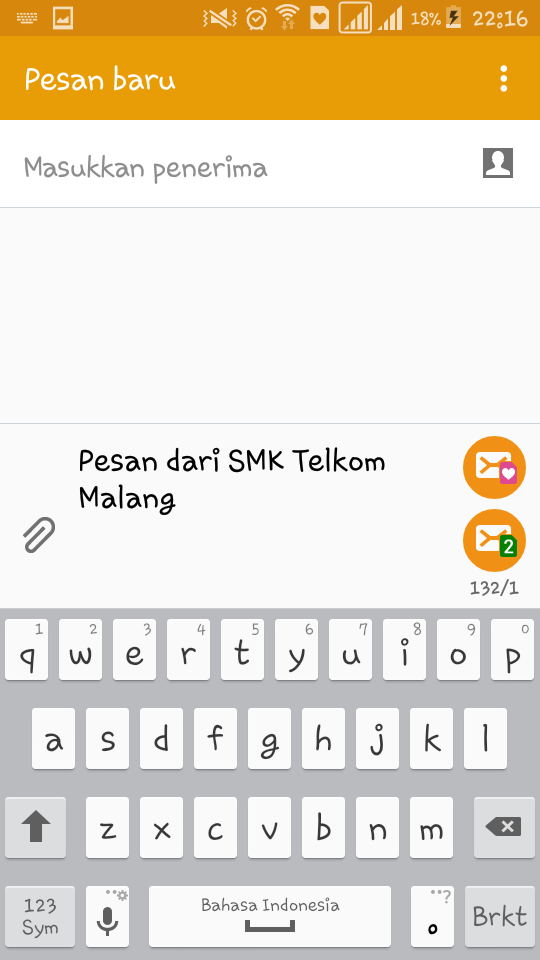 18% 22:16
Pesan baru
Masukkan penerima
Pesan dari SMK Telkom
Malang
2
132/1
1 2 3 4 5 6 7 8 9 0
q w e r t y u i o p
a s d f g h j k l
z x c v b n m
123
Sym
Bahasa Indonesia
?
.
Brkt